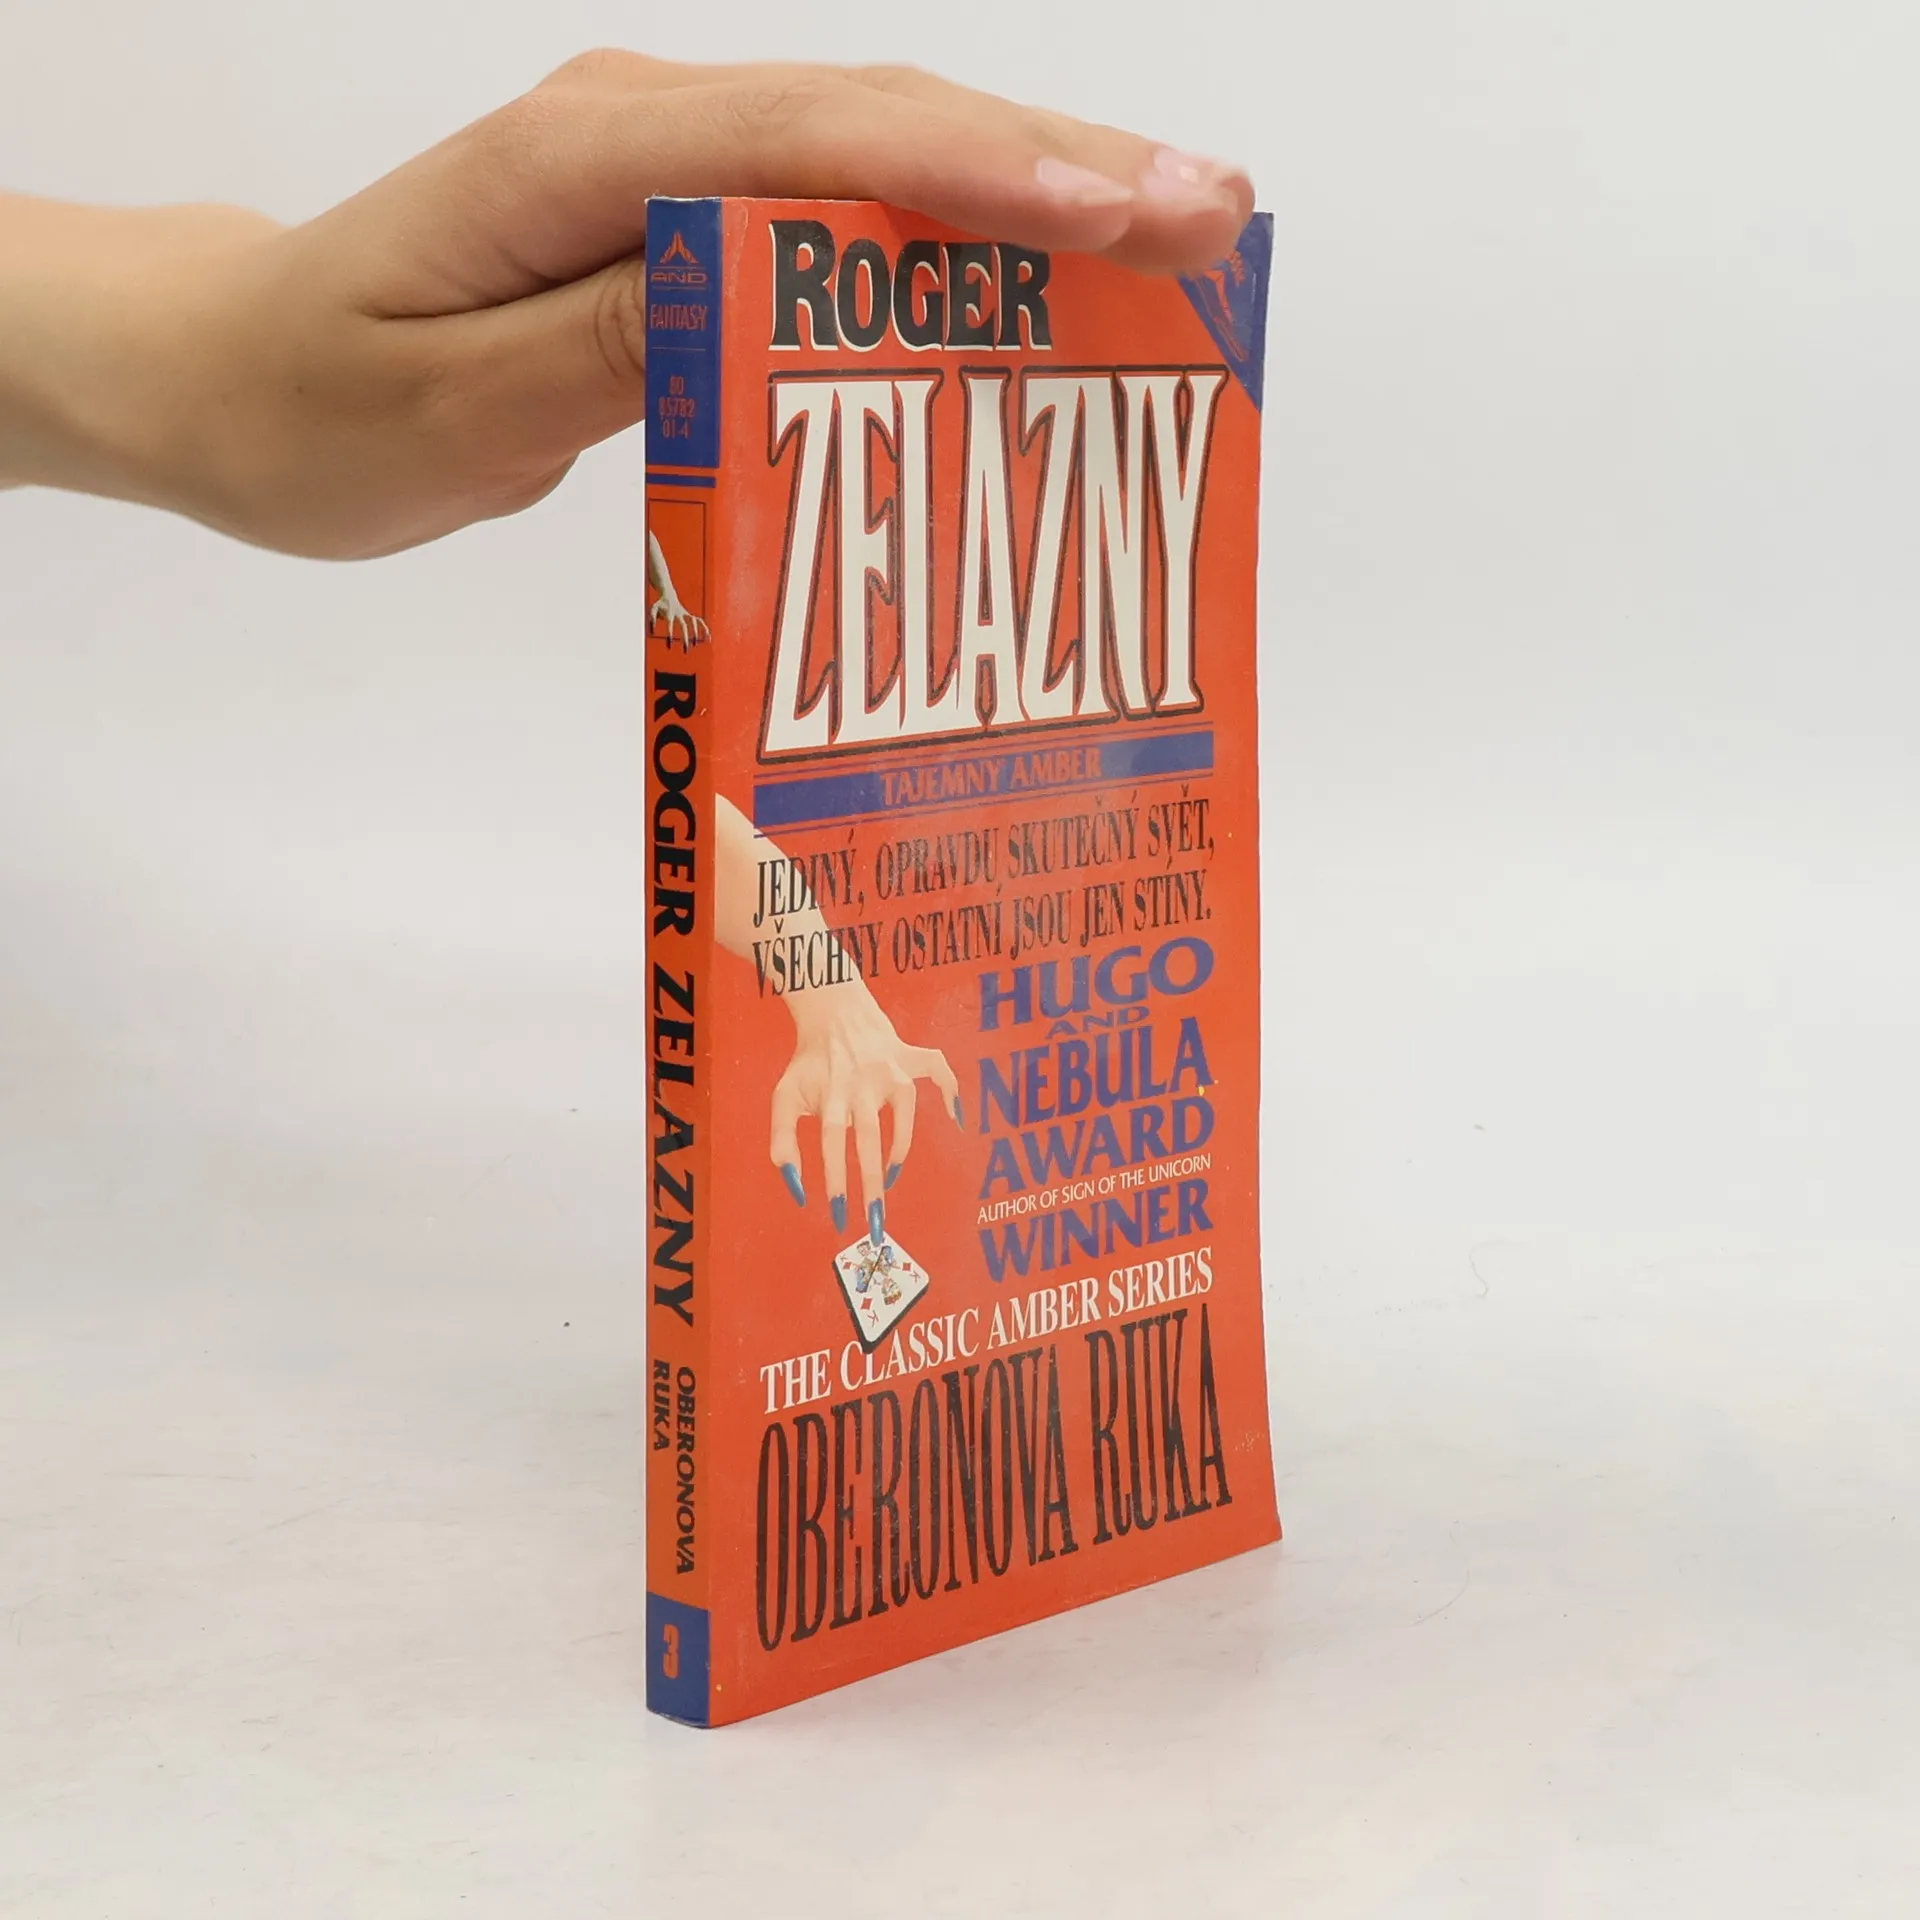 AND
FANTASY
80
85782
01-4
ROGER ZELAZNY
OBERONOVA
RUKA
3
ROGER
ZELAZNY
TAJEMNY AMBER
JEDINÝ, OPRAVDU SKUTEČNÝ SVĚT,
VŠECHNY OSTATNÍ JSOU JEN STÍNY.
HUGO
AND
NEBULA
AWARD
AUTHOR OF SIGN OF THE UNICORN
WINNER
THE CLASSIC AMBER SERIES
OBERONOVA RUKA